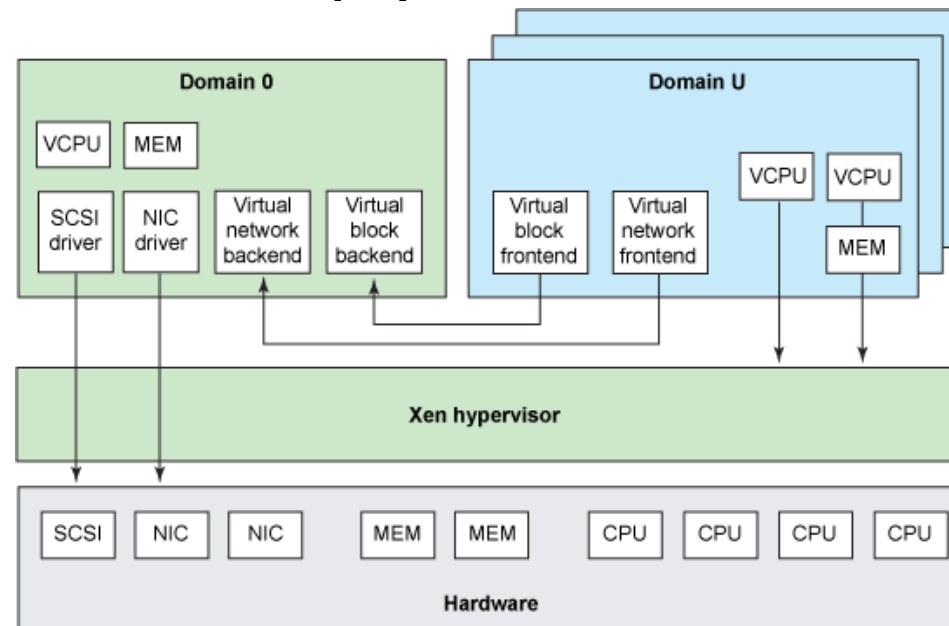 Domain 0
Domain U
VCPU
MEM
VCPU
VCPU
SCSI
driver
NIC
driver
Virtual
network
backend
Virtual
block
backend
Virtual
block
frontend
Virtual
network
frontend
MEM
Xen hypervisor
SCSI
NIC
NIC
MEM
MEM
CPU
CPU
CPU
CPU
Hardware